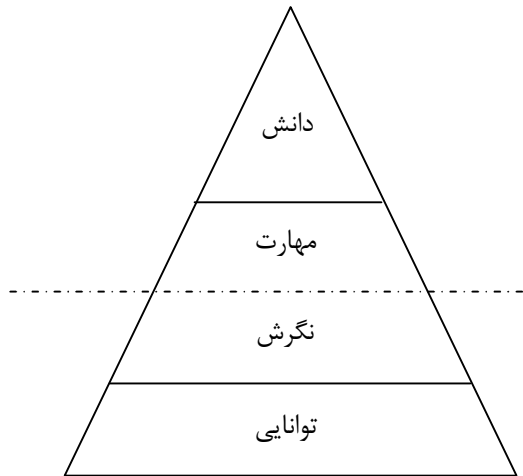 دانش
مهارت
نگرش
توانایی